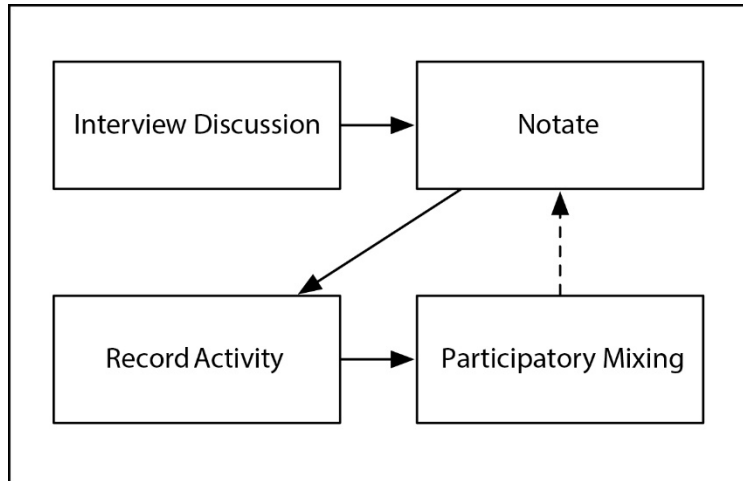 Interview Discussion
Notate
Record Activity
Participatory Mixing